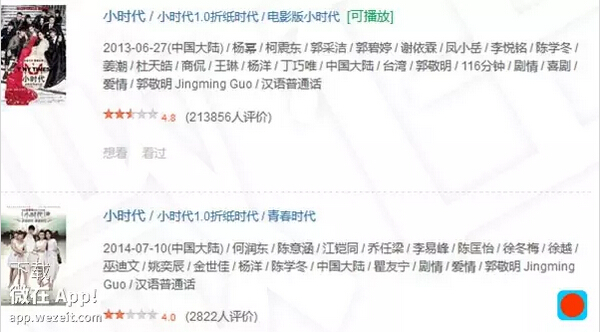 小时代 / 小时代1.0折纸时代 / 电影版小时代 [可播放]
2013-06-27(中国大陆) / 杨幂 / 柯震东 / 郭采洁 / 郭碧婷 / 谢依霖 / 凤小岳 / 李悦铭 / 陈学冬 /
姜潮 / 杜天皓 / 商侃 / 王琳 / 杨洋 / 丁巧唯 / 中国大陆 / 台湾 / 郭敬明 / 116分钟 / 剧情 / 喜剧 /
爱情 / 郭敬明 Jingming Guo / 汉语普通话
4.8 (213856人评价)
想看 看过
小时代 / 小时代1.0折纸时代 / 青春时代
2014-07-10(中国大陆) / 何润东 / 陈意涵 / 江铠同 / 乔任梁 / 李易峰 / 陈匡怡 / 徐冬梅 / 徐越 /
巫迪文 / 姚奕辰 / 金世佳 / 杨洋 / 陈学冬 / 中国大陆 / 瞿友宁 / 剧情 / 爱情 / 郭敬明 Jingming
Guo / 汉语普通话
4.0 (2822人评价)
小时代
小时代
下载
微在 App!
app.wezeit.com